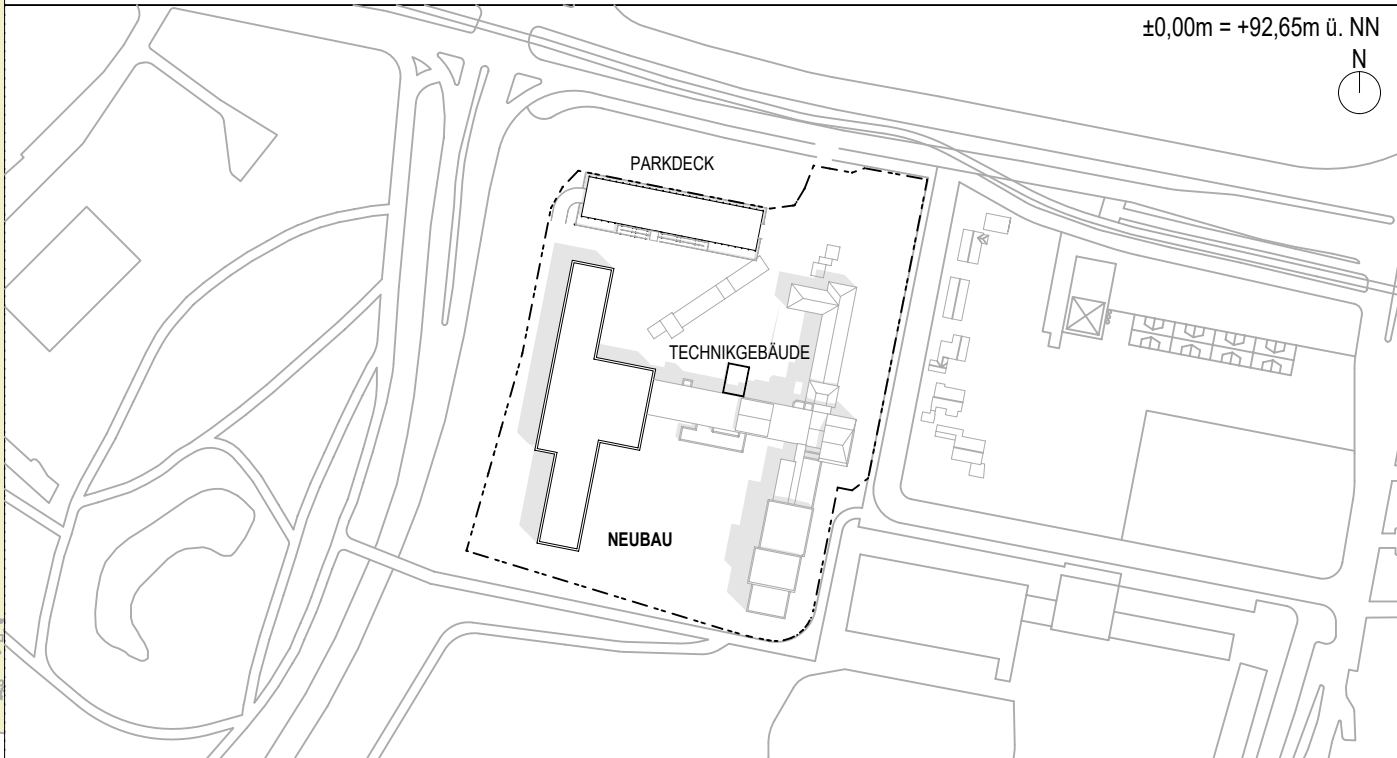 ±0,00m = +92,65m ü. NN
N
PARKDECK
TECHNIKGEBÄUDE
NEUBAU